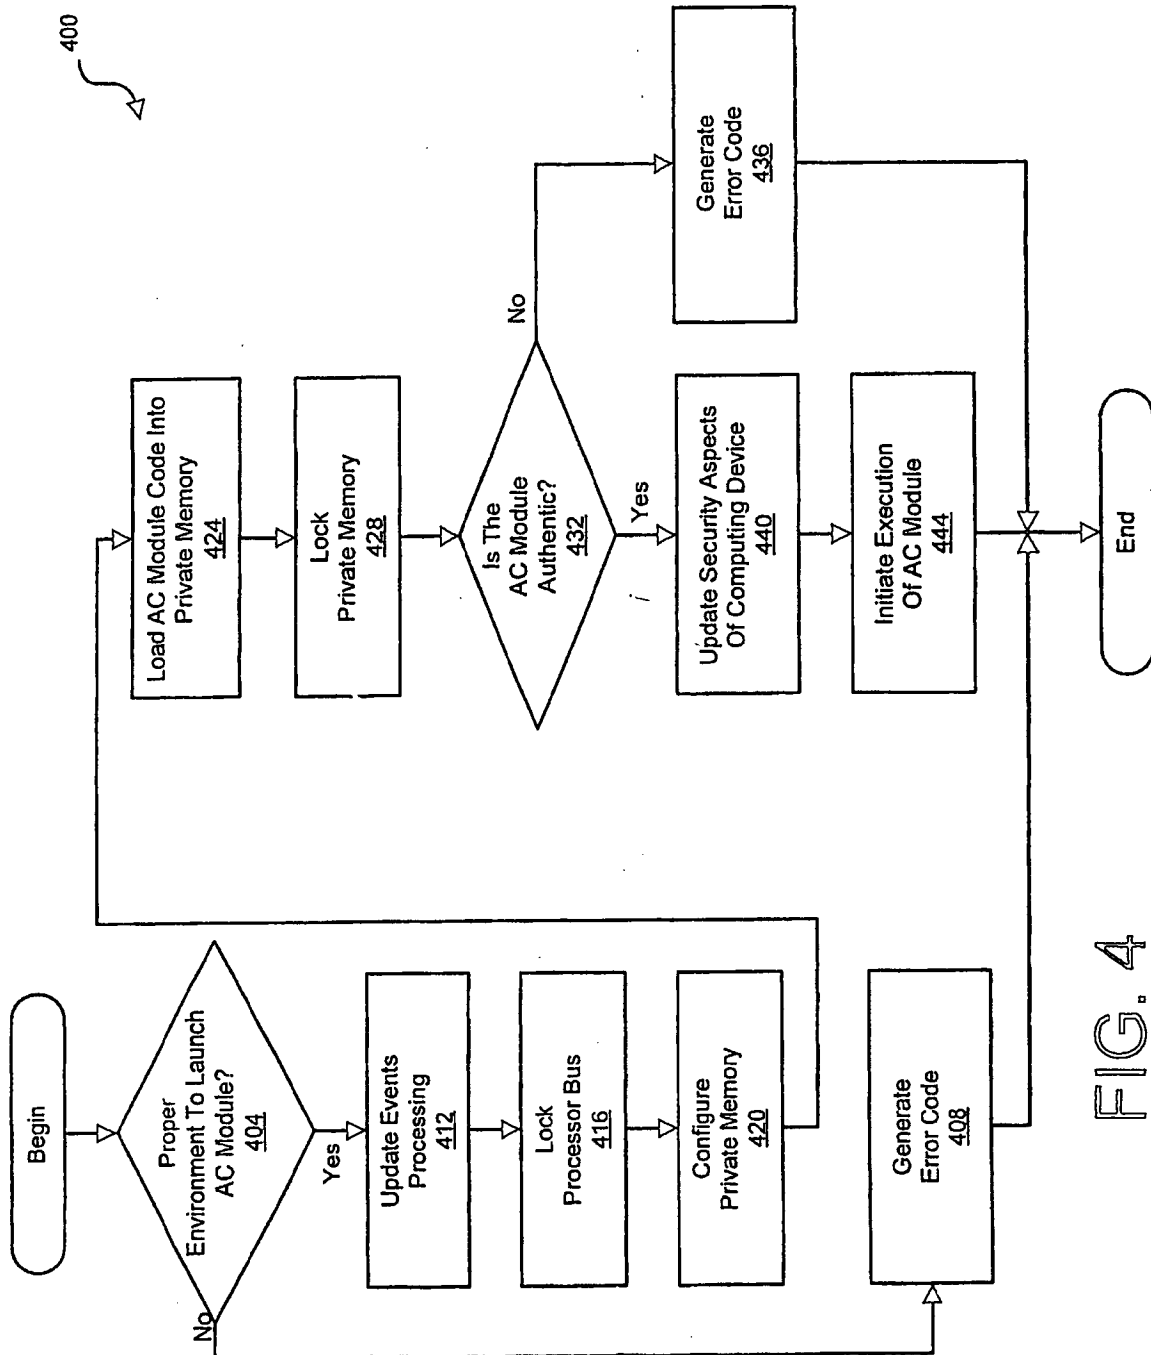 400
Begin
Proper
Environment To Launch
AC Module?
404
No
Yes
Update Events
Processing
412
Lock
Processor Bus
416
Configure
Private Memory
420
Generate
Error Code
408
Load AC Module Code Into
Private Memory
424
Lock
Private Memory
428
Is The
AC Module
Authentic?
432
No
Yes
Generate
Error Code
436
Update Security Aspects
Of Computing Device
440
Initiate Execution
Of AC Module
444
End
FIG. 4